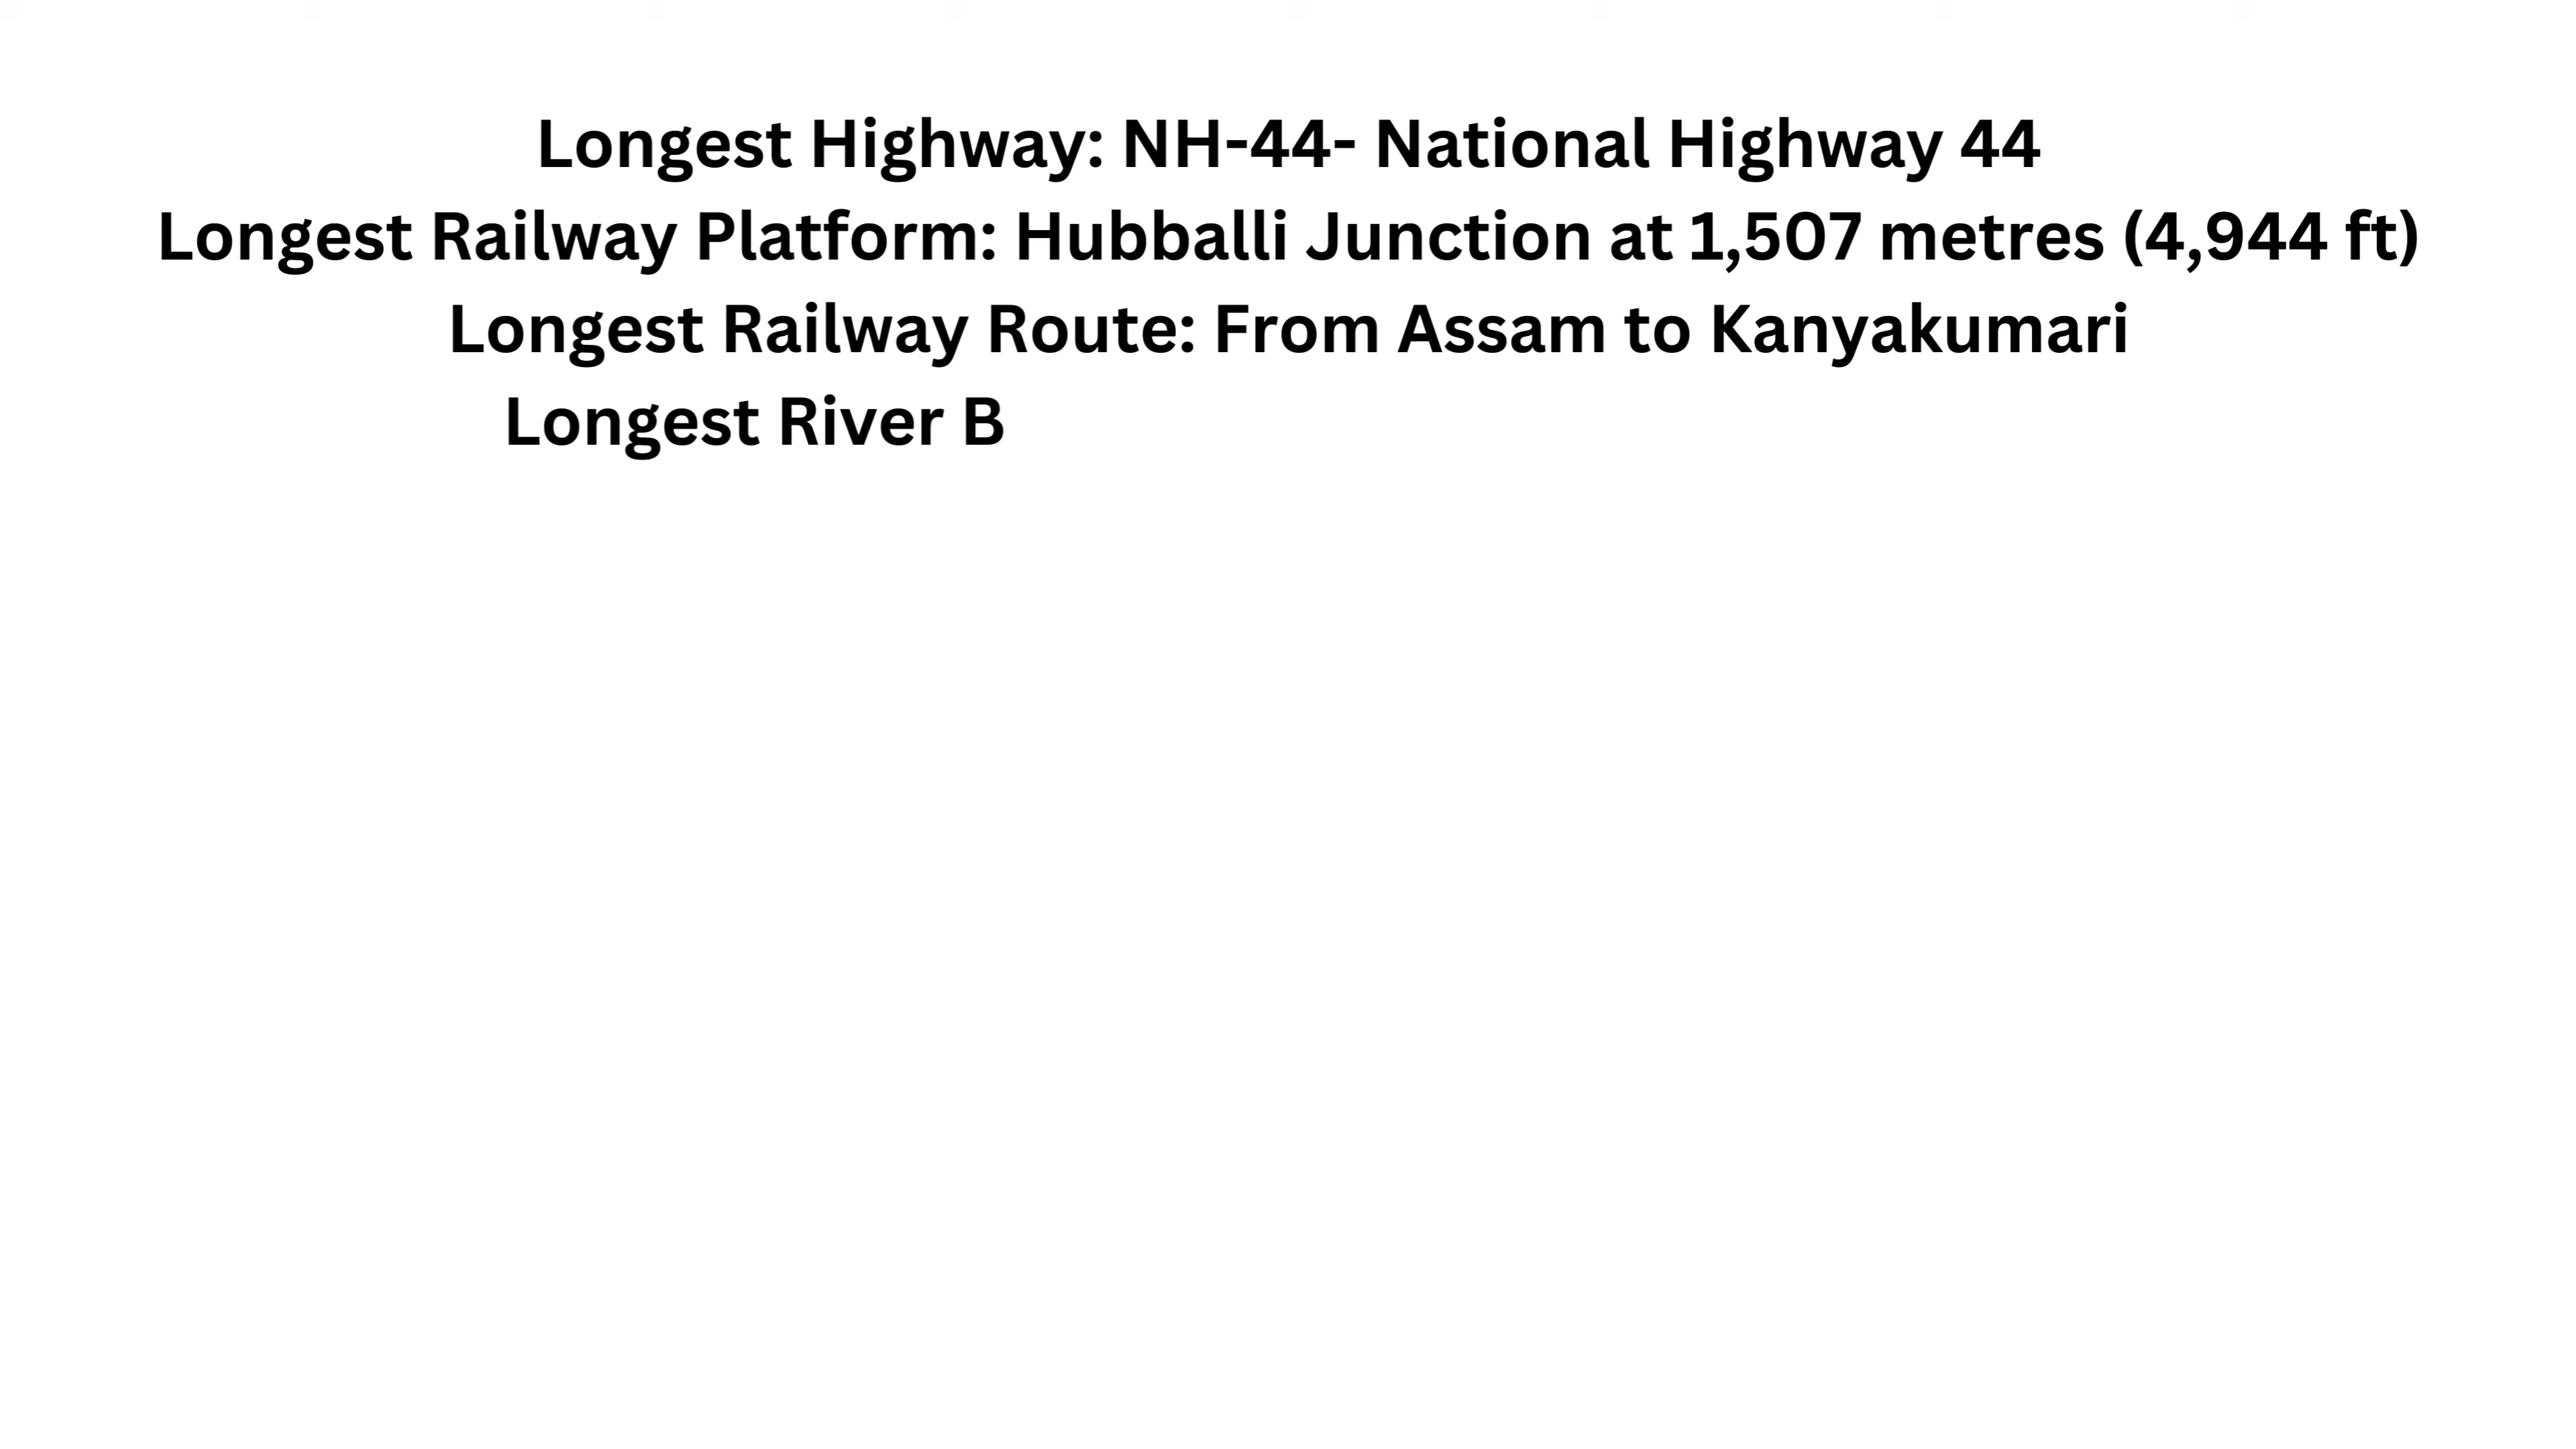 Longest Highway: NH-44- National Highway 44
Longest Railway Platform: Hubballi Junction at 1,507 metres (4,944 ft)
Longest Railway Route: From Assam to Kanyakumari
Longest River B